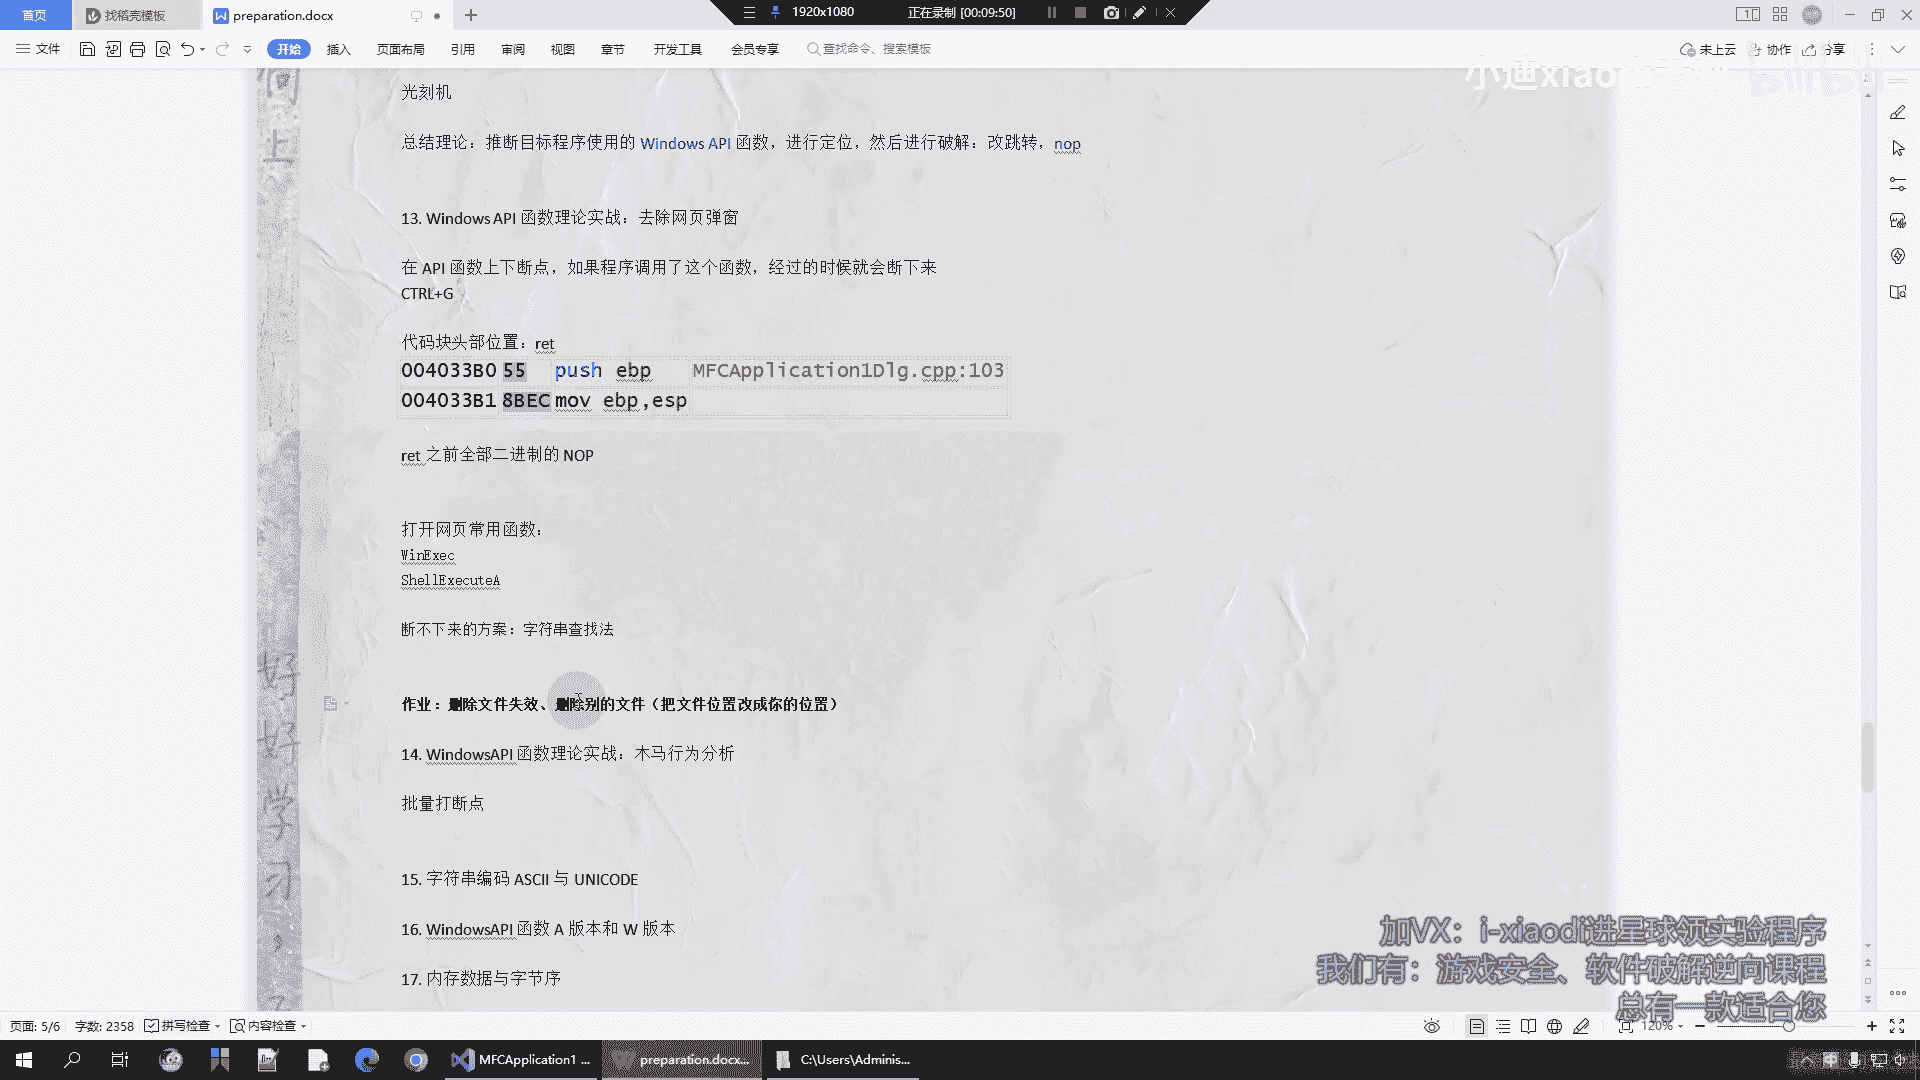 首页
找稻壳模板
preparation.docx
1920x1080
正在录制 [00:09:50]
文件
开始
插入
页面布局
引用
审阅
视图
章节
开发工具
会员专享
查找命令、搜索模板
未上云
协作
分享
小迪xiao
bilibili
向
上
光刻机
总结理论：推断目标程序使用的 Windows API 函数，进行定位，然后进行破解：改跳转，nop
13. Windows API 函数理论实战：去除网页弹窗
在 API 函数上下断点，如果程序调用了这个函数，经过的时候就会断下来
CTRL+G
代码块头部位置：ret
004033B0 55 push ebp MFCApplication1Dlg.cpp:103
004033B1 8BEC mov ebp,esp
ret 之前全部二进制的 NOP
打开网页常用函数：
WinExec
ShellExecuteA
断不下来的方案：字符串查找法
作业：删除文件失效、删除别的文件（把文件位置改成你的位置）
14. WindowsAPI 函数理论实战：木马行为分析
批量打断点
15. 字符串编码 ASCII 与 UNICODE
16. WindowsAPI 函数 A 版本和 W 版本
17. 内存数据与字节序
好
好
学
习
，
加VX：i-xiaodi进星球领实验程序
我们有：游戏安全、软件破解逆向课程
总有一款适合您
页面: 5/6
字数: 2358
拼写检查
内容检查
120%
MFCApplication1 ...
preparation.docx...
C:\Users\Adminis...